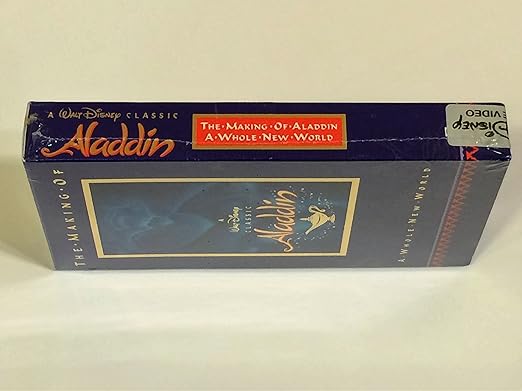 A WALT DISNEY CLASSIC
Aladdin
THE·MAKING·OF·ALADDIN
A·WHOLE·NEW·WORLD
DISNEY
VIDEO
THE·MAKING·OF
A
WALT DISNEY
CLASSIC
Aladdin
A·WHOLE·NEW·WORLD